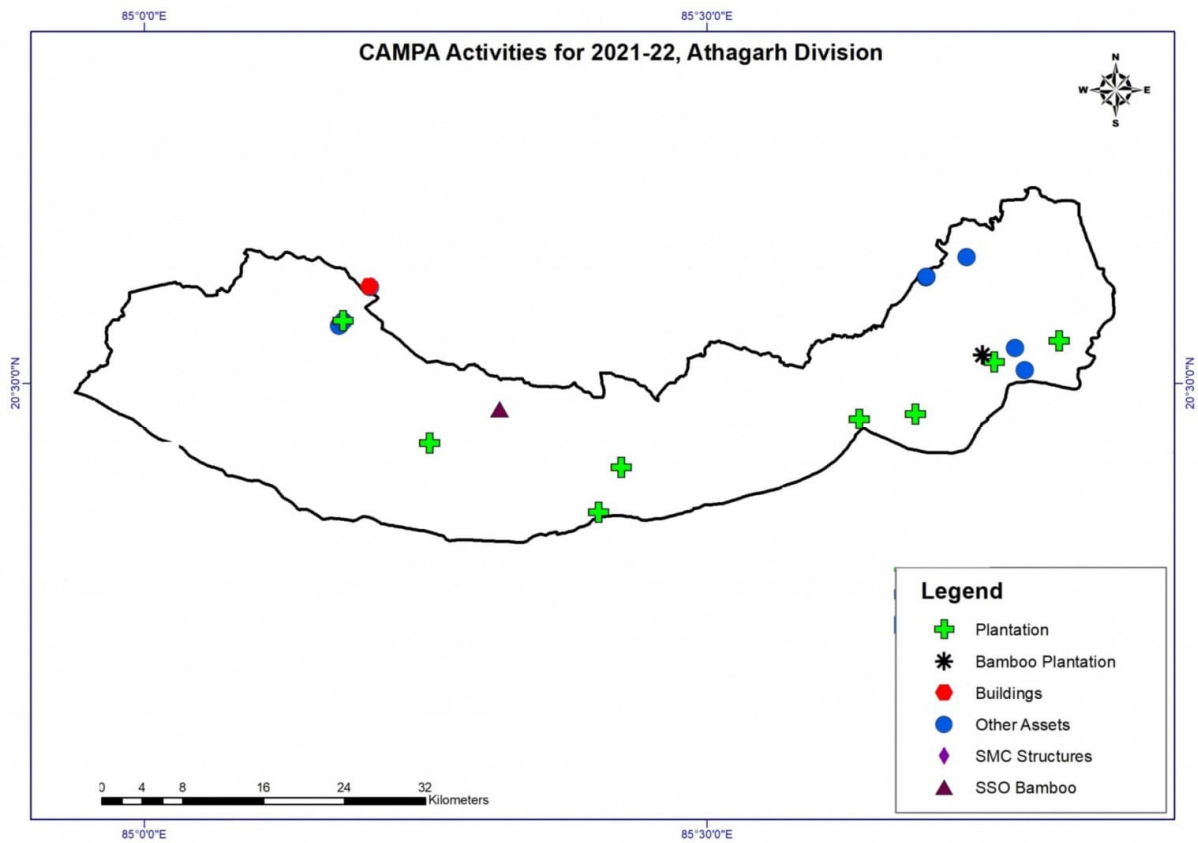 85°0'0"E 85°30'0"E
CAMPA Activities for 2021-22, Athagarh Division
N
W E
S
20°30'0"N 20°30'0"N
Legend
Plantation
Bamboo Plantation
Buildings
Other Assets
SMC Structures
SSO Bamboo
0 4 8 16 24 32
Kilometers
85°0'0"E 85°30'0"E